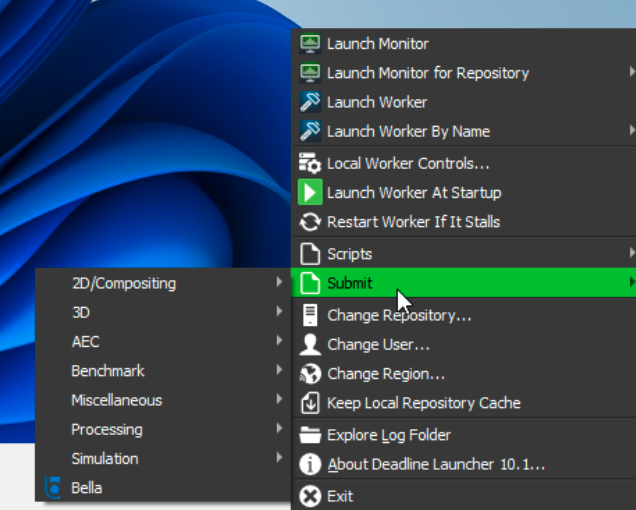 Launch Monitor
Launch Monitor for Repository
Launch Worker
Launch Worker By Name
Local Worker Controls...
Launch Worker At Startup
Restart Worker If It Stalls
Scripts
Submit
Change Repository...
Change User...
Change Region...
Keep Local Repository Cache
Explore Log Folder
About Deadline Launcher 10.1...
Exit
2D/Compositing
3D
AEC
Benchmark
Miscellaneous
Processing
Simulation
Bella